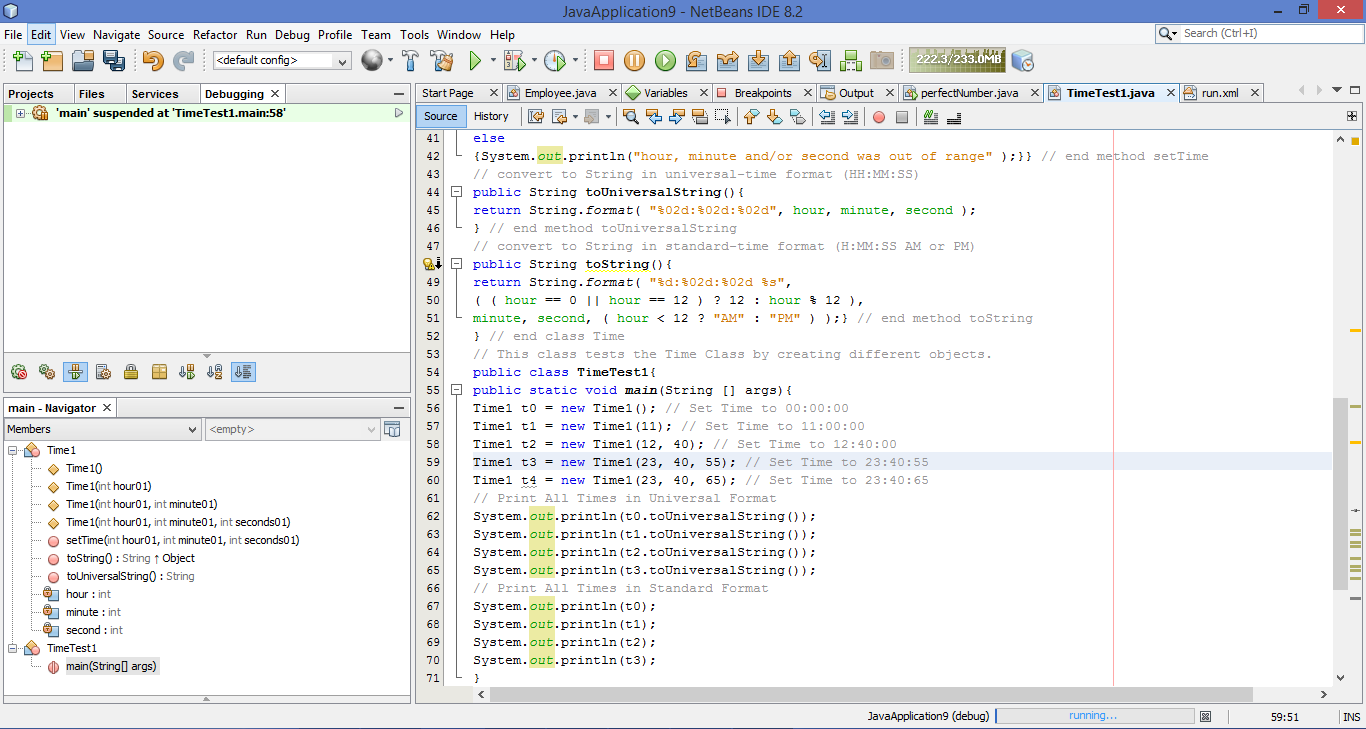 JavaApplication9 - NetBeans IDE 8.2
File Edit View Navigate Source Refactor Run Debug Profile Team Tools Window Help
Search (Ctrl+I)
<default config>
222.3/233.0MB
Projects Files Services Debugging
'main' suspended at 'TimeTest1.main:58'
main - Navigator
Members
<empty>
Time1
Time1()
Time1(int hour01)
Time1(int hour01, int minute01)
Time1(int hour01, int minute01, int seconds01)
setTime(int hour01, int minute01, int seconds01)
toString() : String ↑ Object
toUniversalString() : String
hour : int
minute : int
second : int
TimeTest1
main(String[] args)
Start Page Employee.java Variables Breakpoints Output perfectNumber.java TimeTest1.java run.xml
Source History
41 else
42 {System.out.println("hour, minute and/or second was out of range" );}} // end method setTime
43 // convert to String in universal-time format (HH:MM:SS)
44 public String toUniversalString(){
45 return String.format( "%02d:%02d:%02d", hour, minute, second );
46 } // end method toUniversalString
47 // convert to String in standard-time format (H:MM:SS AM or PM)
public String toString(){
49 return String.format( "%d:%02d:%02d %s",
50 ( ( hour == 0 || hour == 12 ) ? 12 : hour % 12 ),
51 minute, second, ( hour < 12 ? "AM" : "PM" ) );} // end method toString
52 } // end class Time
53 // This class tests the Time Class by creating different objects.
54 public class TimeTest1{
55 public static void main(String [] args){
56 Time1 t0 = new Time1(); // Set Time to 00:00:00
57 Time1 t1 = new Time1(11); // Set Time to 11:00:00
58 Time1 t2 = new Time1(12, 40); // Set Time to 12:40:00
59 Time1 t3 = new Time1(23, 40, 55); // Set Time to 23:40:55
60 Time1 t4 = new Time1(23, 40, 65); // Set Time to 23:40:65
61 // Print All Times in Universal Format
62 System.out.println(t0.toUniversalString());
63 System.out.println(t1.toUniversalString());
64 System.out.println(t2.toUniversalString());
65 System.out.println(t3.toUniversalString());
66 // Print All Times in Standard Format
67 System.out.println(t0);
68 System.out.println(t1);
69 System.out.println(t2);
70 System.out.println(t3);
71 }
JavaApplication9 (debug) running... 59:51 INS